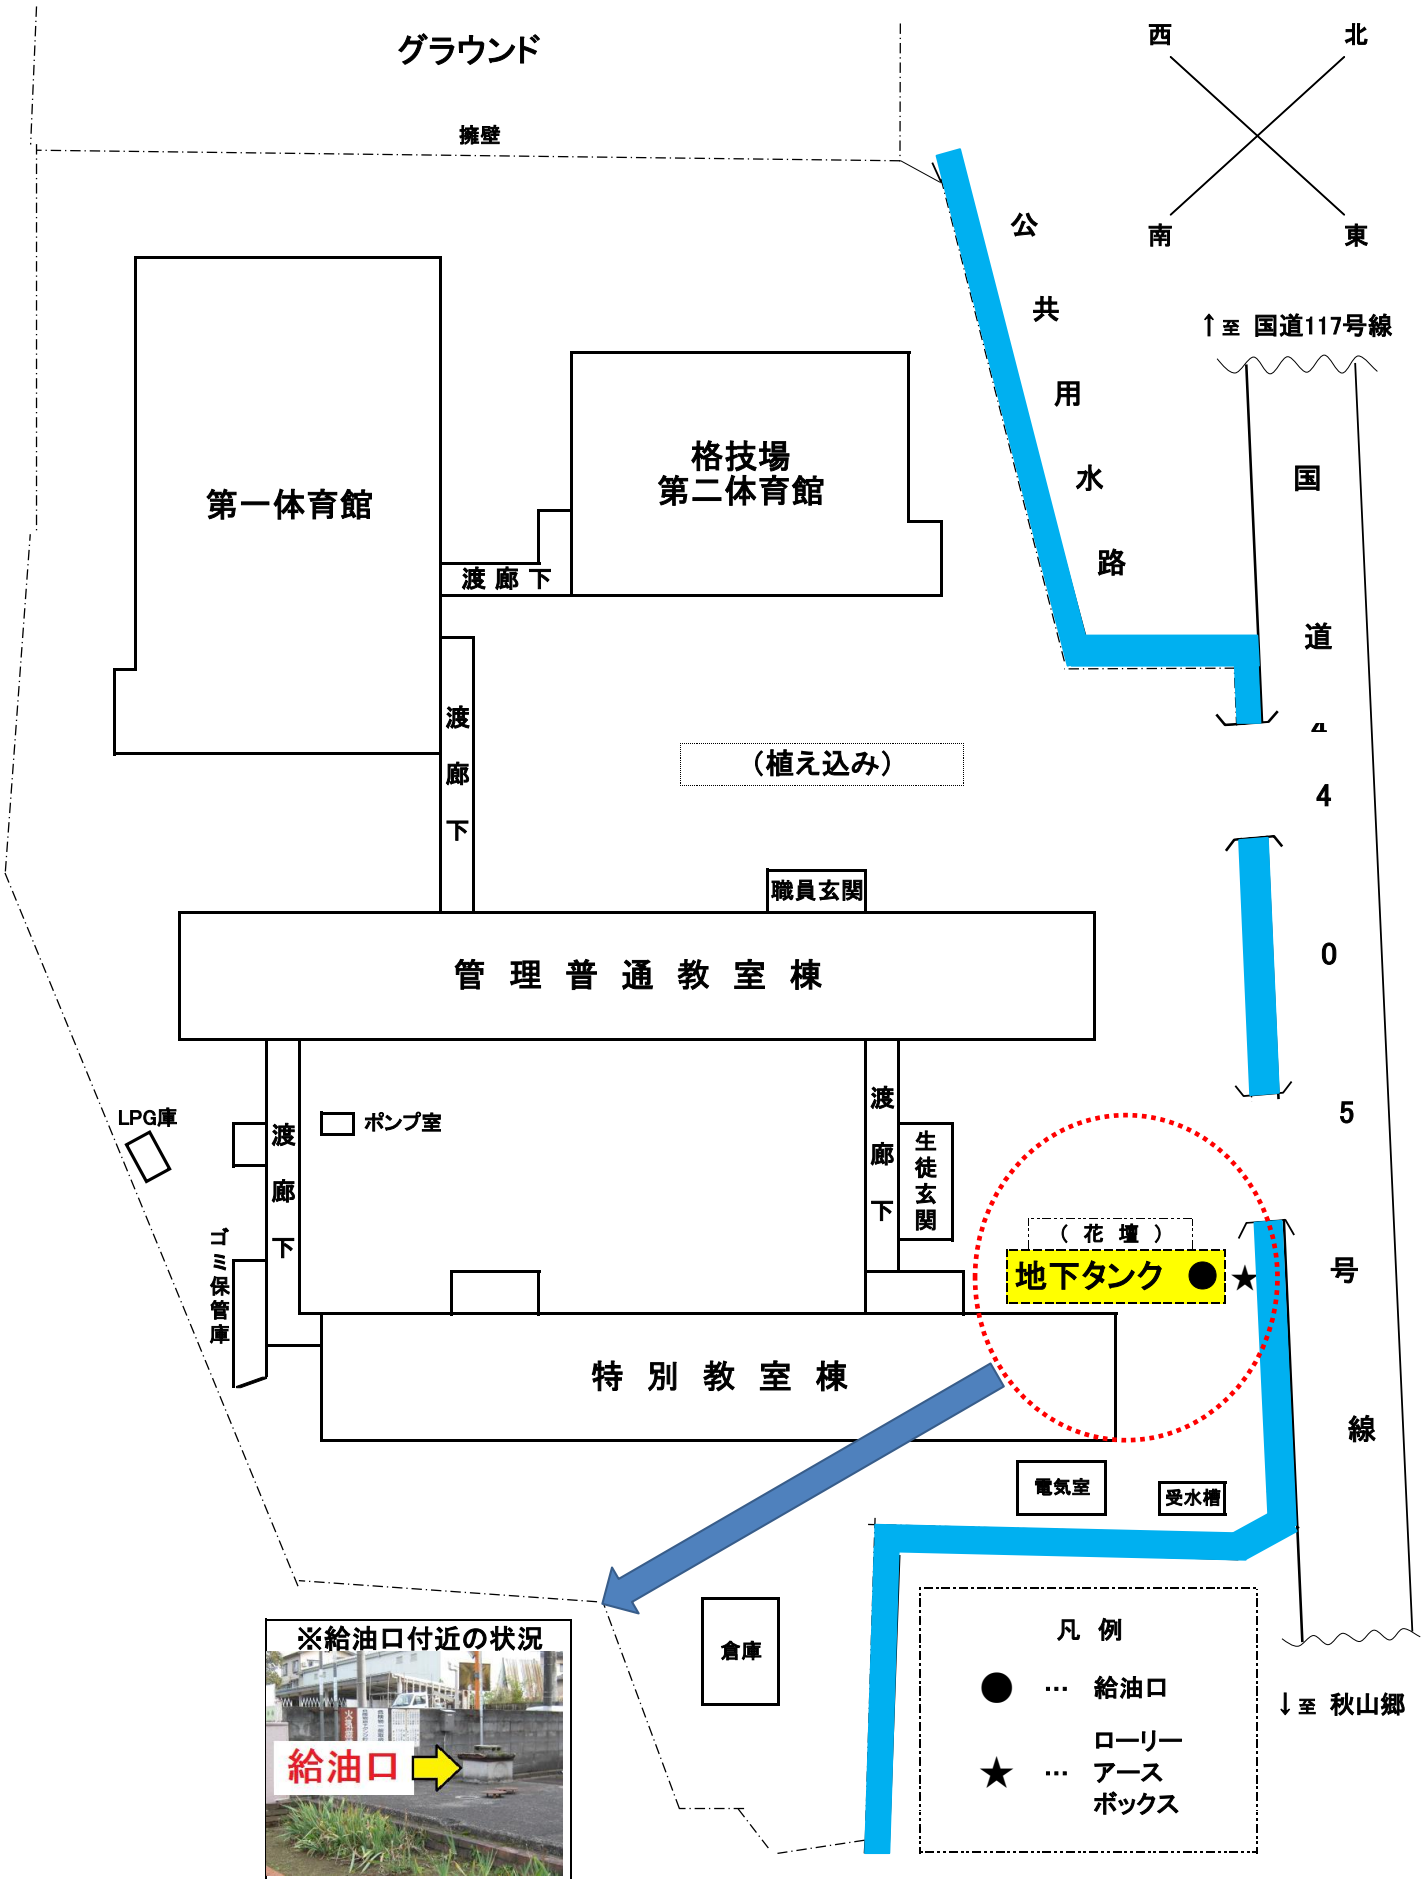 グラウンド
擁壁
西
北
南
東
公共用水路
↑至 国道117号線
国道405号線
第一体育館
格技場
第二体育館
渡廊下
渡廊下
（植え込み）
職員玄関
管理普通教室棟
LPG庫
ポンプ室
渡廊下
渡廊下
生徒玄関
ゴミ保管庫
（花壇）
地下タンク ● ★
特別教室棟
電気室
受水槽
倉庫
※給油口付近の状況
給油口
凡例
● … 給油口
★ … ローリー
アース
ボックス
↓至 秋山郷